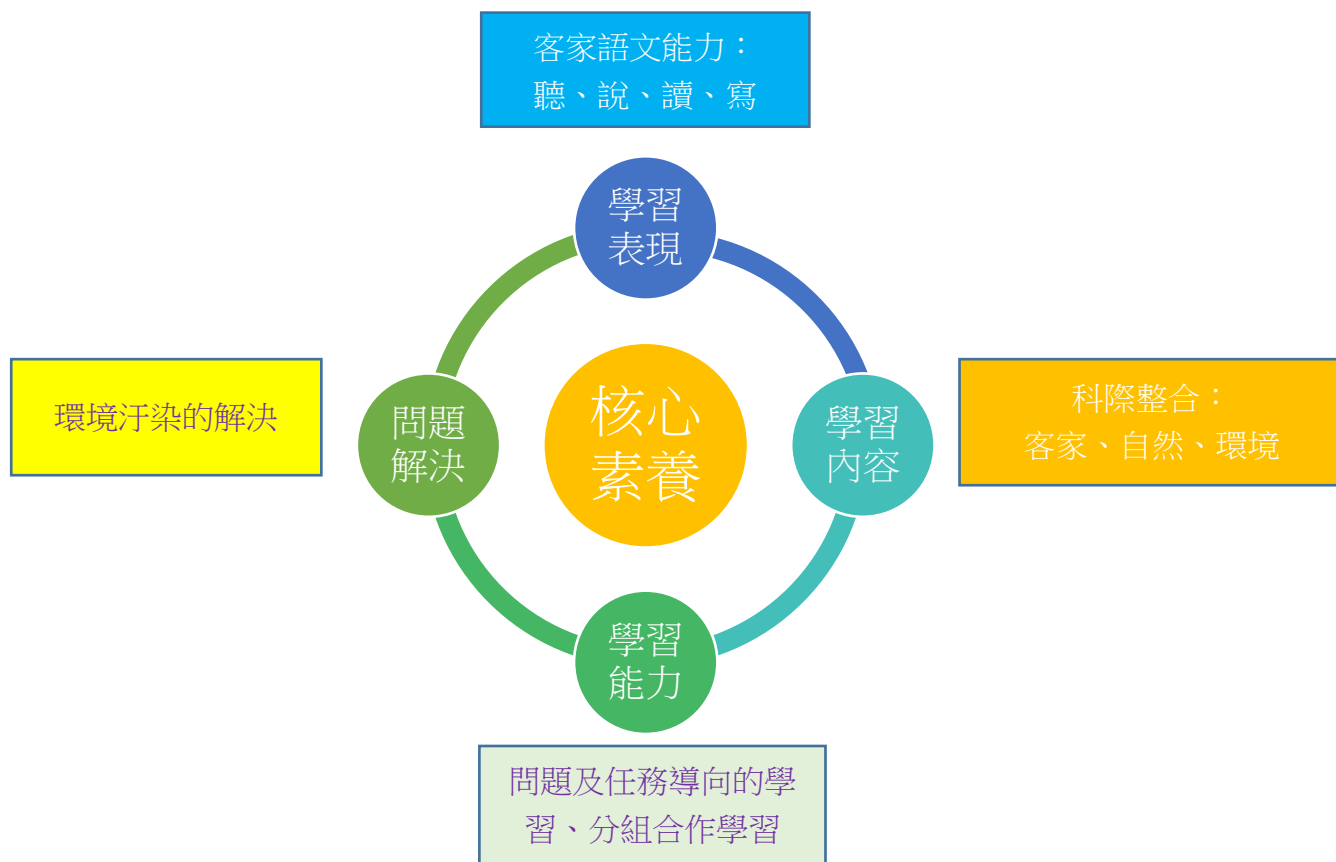 客家語文能力：
聽、說、讀、寫
學習
表現
環境汙染的解決
問題
解決
核心
素養
學習
內容
科際整合：
客家、自然、環境
學習
能力
問題及任務導向的學
習、分組合作學習